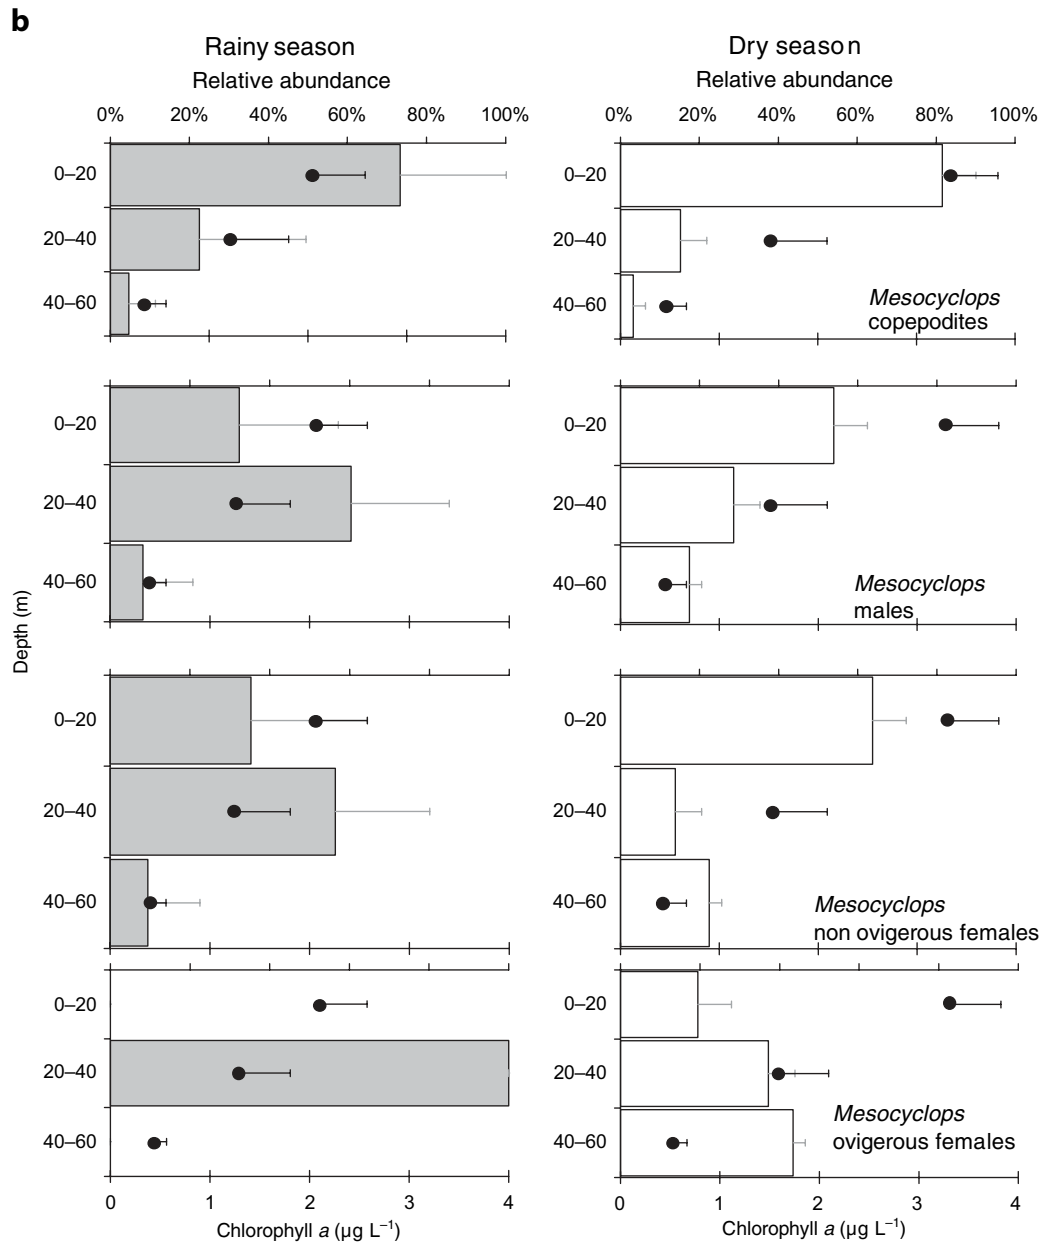 b
Rainy season
Relative abundance
0% 20% 40% 60% 80% 100%
0–20
20–40
40–60
0–20
20–40
40–60
0–20
20–40
40–60
0–20
20–40
40–60
0 1 2 3 4
Chlorophyll a (µg L⁻¹)
Depth (m)
Dry season
Relative abundance
0% 20% 40% 60% 80% 100%
0–20
20–40
40–60
Mesocyclops
copepodites
0–20
20–40
40–60
Mesocyclops
males
0–20
20–40
40–60
Mesocyclops
non ovigerous females
0–20
20–40
40–60
Mesocyclops
ovigerous females
0 1 2 3 4
Chlorophyll a (µg L⁻¹)